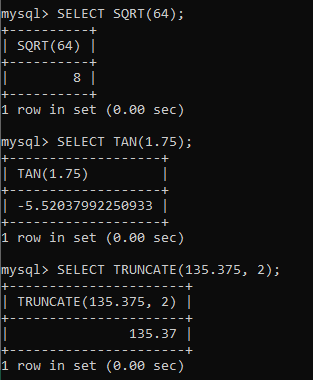 mysql> SELECT SQRT(64);
+----------+
| SQRT(64) |
+----------+
|        8 |
+----------+
1 row in set (0.00 sec)
mysql> SELECT TAN(1.75);
+-------------------+
| TAN(1.75)         |
+-------------------+
| -5.52037992250933 |
+-------------------+
1 row in set (0.00 sec)
mysql> SELECT TRUNCATE(135.375, 2);
+----------------------+
| TRUNCATE(135.375, 2) |
+----------------------+
|               135.37 |
+----------------------+
1 row in set (0.00 sec)